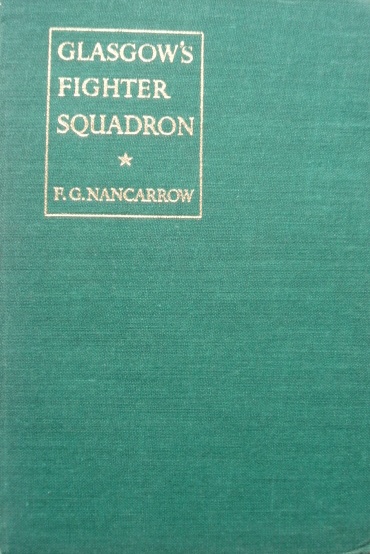 GLASGOW'S
FIGHTER
SQUADRON
★
F. G. NANCARROW